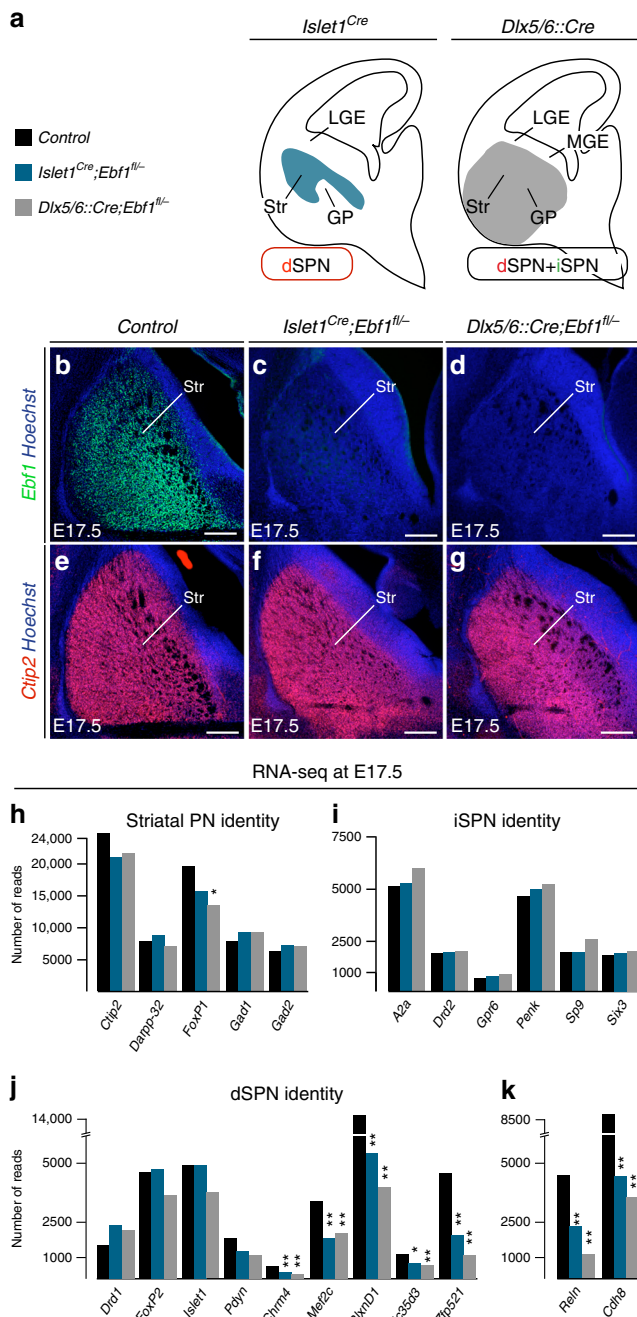 a
Islet1Cre
Dlx5/6::Cre
Control
Islet1Cre;Ebf1fl/–
Dlx5/6::Cre;Ebf1fl/–
LGE
Str
GP
dSPN
LGE
MGE
Str
GP
dSPN+iSPN
Control
Islet1Cre;Ebf1fl/–
Dlx5/6::Cre;Ebf1fl/–
Ebf1 Hoechst
b
Str
E17.5
c
Str
E17.5
d
Str
E17.5
Ctip2 Hoechst
e
Str
E17.5
f
Str
E17.5
g
Str
E17.5
RNA-seq at E17.5
h
Striatal PN identity
Number of reads
24,000
20,000
15,000
10,000
5000
*
Ctip2
Darpp-32
FoxP1
Gad1
Gad2
i
iSPN identity
7500
5000
2500
1000
A2a
Drd2
Gpr6
Penk
Sp9
Six3
j
dSPN identity
Number of reads
14,000
5000
2500
1000
** ** ** ** ** ** * ** ** **
Drd1
FoxP2
Islet1
Pdyn
Chrm4
Mef2c
PlxnD1
k
8500
5000
2500
1000
** ** ** **
Reln
Cdh8